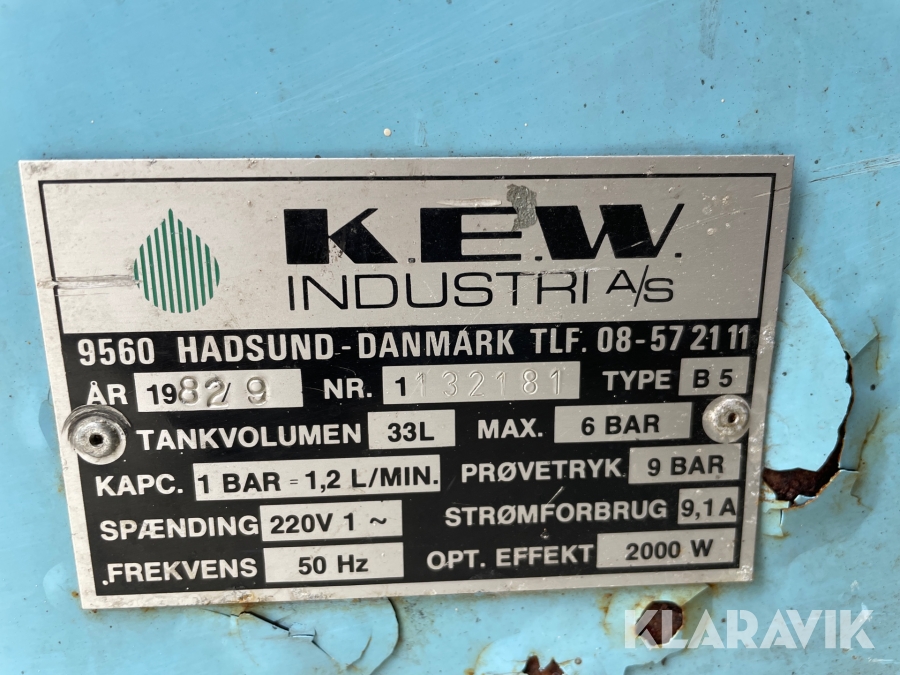 K.E.W.
INDUSTRI A/S
9560 HADSUND-DANMARK TLF. 08-57 21 11
ÅR 1982/9 NR. 1132181 TYPE B 5
TANKVOLUMEN 33L MAX. 6 BAR
KAPC. 1 BAR = 1,2 L/MIN. PRØVETRYK. 9 BAR
SPÆNDING 220V 1 ~ STRØMFORBRUG 9,1 A
FREKVENS 50 Hz OPT. EFFEKT 2000 W
KLARAVIK